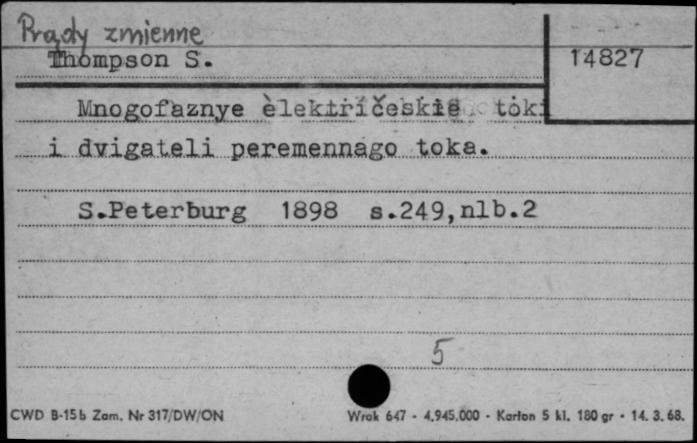 Prądy zmienne
Thompson S.
14827
Mnogofaznye èlektričeskie toki
i dvigateli peremennago toka.
S.Peterburg 1898 s.249,nlb.2
5
CWD B-15b Zam. Nr 317/DW/ON
Wrak 647 - 4.945.000 - Karton 5 kl. 180 gr - 14. 3. 68.